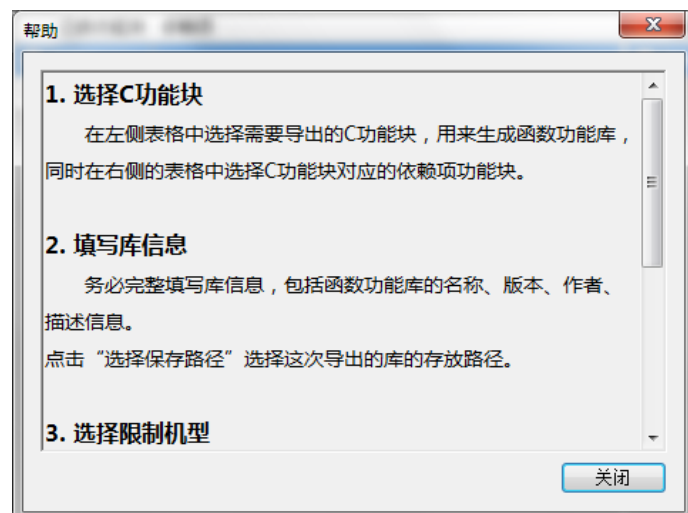 帮助
1. 选择C功能块
在左侧表格中选择需要导出的C功能块，用来生成函数功能库，
同时在右侧的表格中选择C功能块对应的依赖项功能块。
2. 填写库信息
务必完整填写库信息，包括函数功能库的名称、版本、作者、
描述信息。
点击“选择保存路径”选择这次导出的库的存放路径。
3. 选择限制机型
关闭